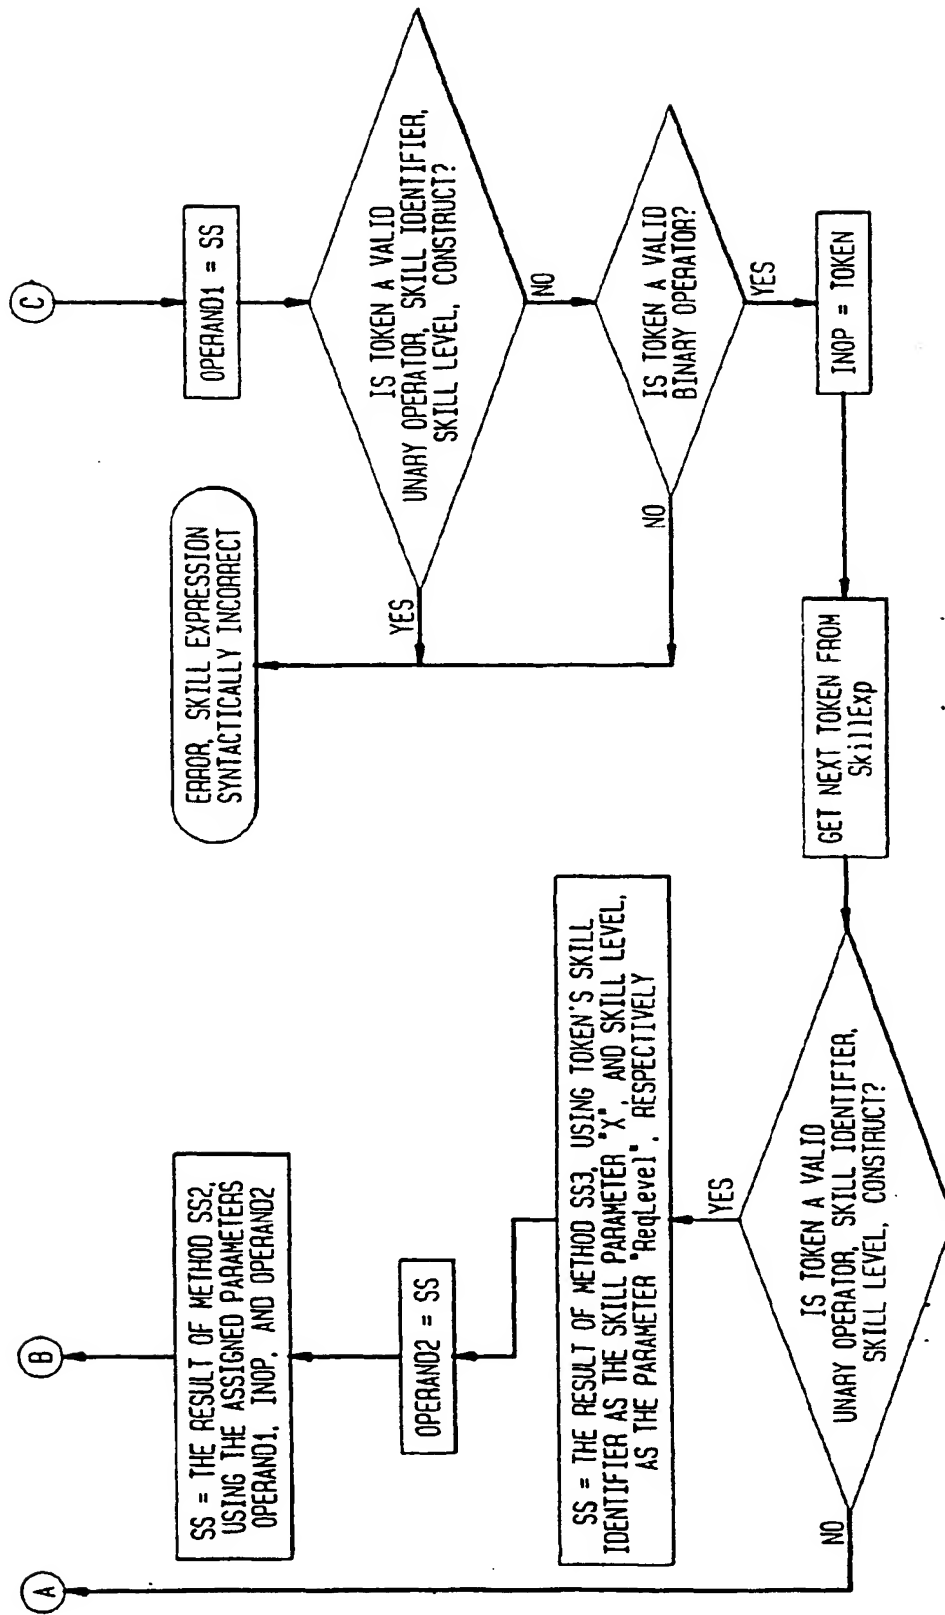 C
OPERAND1 = SS
IS TOKEN A VALID
UNARY OPERATOR, SKILL IDENTIFIER,
SKILL LEVEL, CONSTRUCT?
YES
NO
ERROR, SKILL EXPRESSION
SYNTACTICALLY INCORRECT
IS TOKEN A VALID
BINARY OPERATOR?
NO
YES
INOP = TOKEN
GET NEXT TOKEN FROM
SkillExp
IS TOKEN A VALID
UNARY OPERATOR, SKILL IDENTIFIER,
SKILL LEVEL, CONSTRUCT?
YES
NO
SS = THE RESULT OF METHOD SS3, USING TOKEN'S SKILL
IDENTIFIER AS THE SKILL PARAMETER "X", AND SKILL LEVEL,
AS THE PARAMETER "ReqLevel", RESPECTIVELY
OPERAND2 = SS
SS = THE RESULT OF METHOD SS2,
USING THE ASSIGNED PARAMETERS
OPERAND1, INOP, AND OPERAND2
B
A